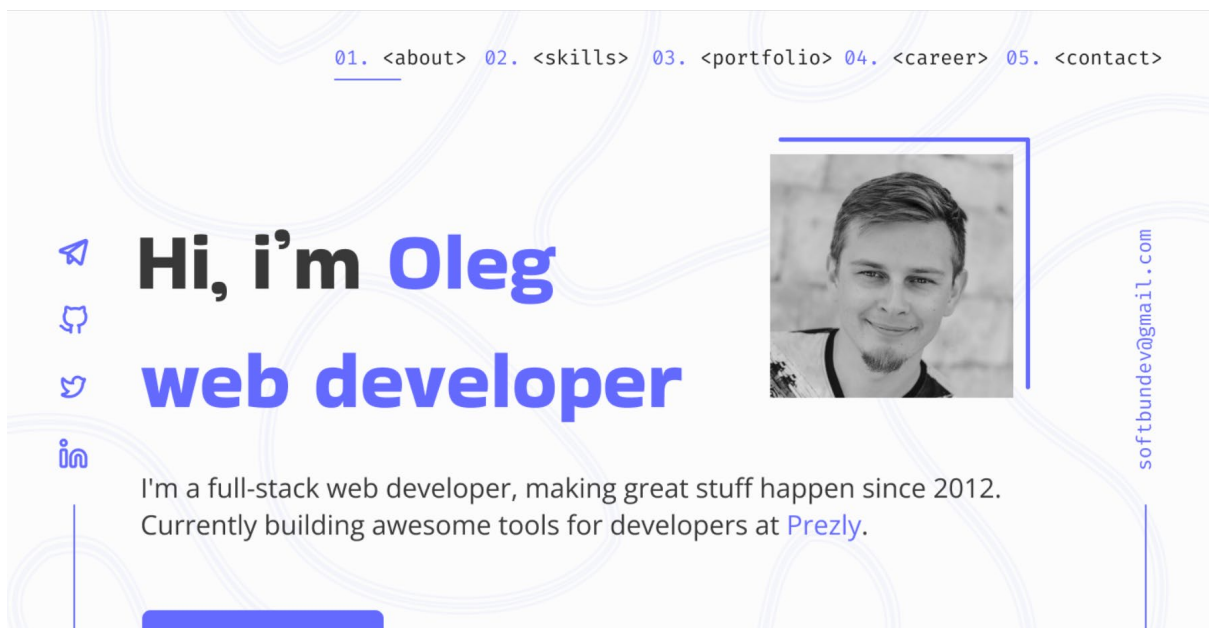 01. <about> 02. <skills> 03. <portfolio> 04. <career> 05. <contact>
Hi, i’m Oleg
web developer
I'm a full-stack web developer, making great stuff happen since 2012.
Currently building awesome tools for developers at Prezly.
softbundev@gmail.com